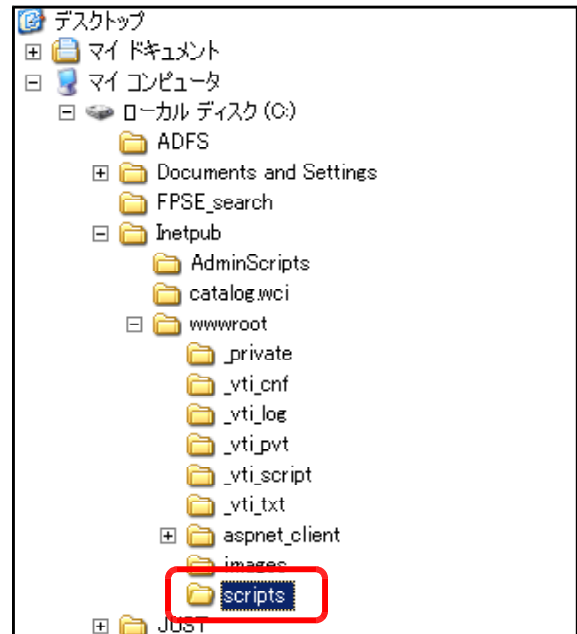 デスクトップ
マイ ドキュメント
マイ コンピュータ
ローカル ディスク (C:)
ADFS
Documents and Settings
FPSE_search
Inetpub
AdminScripts
catalog.wci
wwwroot
_private
_vti_cnf
_vti_log
_vti_pvt
_vti_script
_vti_txt
aspnet_client
images
scripts
JUST